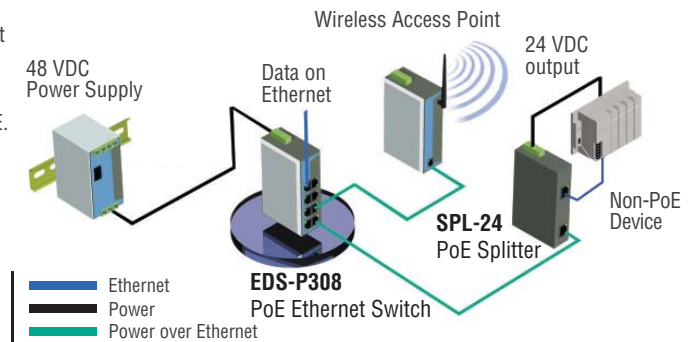 t
E.
Wireless Access Point
48 VDC
Power Supply
Data on
Ethernet
24 VDC
output
SPL-24
PoE Splitter
Non-PoE
Device
EDS-P308
PoE Ethernet Switch
Ethernet
Power
Power over Ethernet